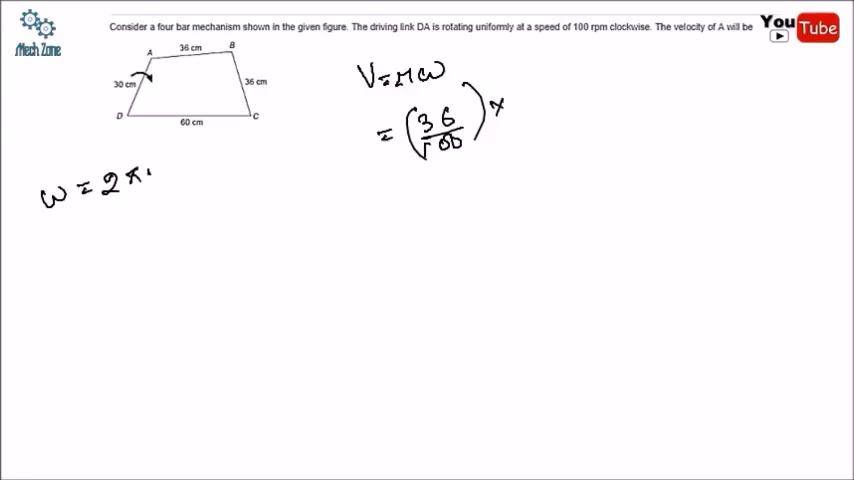 Consider a four bar mechanism shown in the given figure. The driving link DA is rotating uniformly at a speed of 100 rpm clockwise. The velocity of A will be
You Tube
Mech Zone
A
36 cm
B
30 cm
36 cm
D
60 cm
C
V = rω
= (36/100) ×
ω = 2π